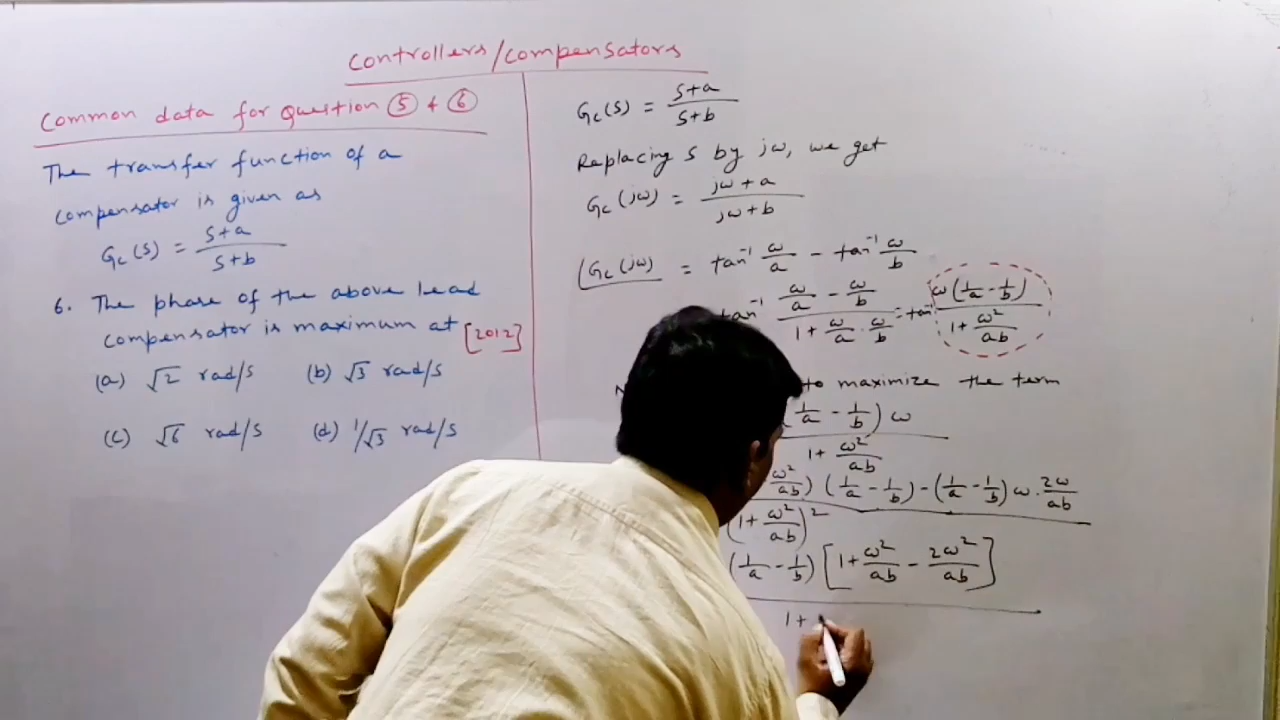 Controllers/Compensators
Common data for Question ⑤ & ⑥
The transfer function of a
compensator is given as
Gc(s) = (s+a)/(s+b)
6. The phase of the above lead
compensator is maximum at [2012]
(a) √2 rad/s (b) √3 rad/s
(c) √6 rad/s (d) 1/√3 rad/s
Gc(s) = (s+a)/(s+b)
Replacing s by jω, we get
Gc(jω) = (jω+a)/(jω+b)
∠Gc(jω) = tan⁻¹ ω/a − tan⁻¹ ω/b
tan⁻¹ (ω/a − ω/b)/(1 + ω/a · ω/b) = tan⁻¹ ω(1/a − 1/b)/(1 + ω²/ab)
to maximize the term
(1/a − 1/b) ω/(1 + ω²/ab)
ω²/ab) (1/a − 1/b) − (1/a − 1/b) ω · 2ω/ab
(1 + ω²/ab)²
(1/a − 1/b) [1 + ω²/ab − 2ω²/ab]
1 +